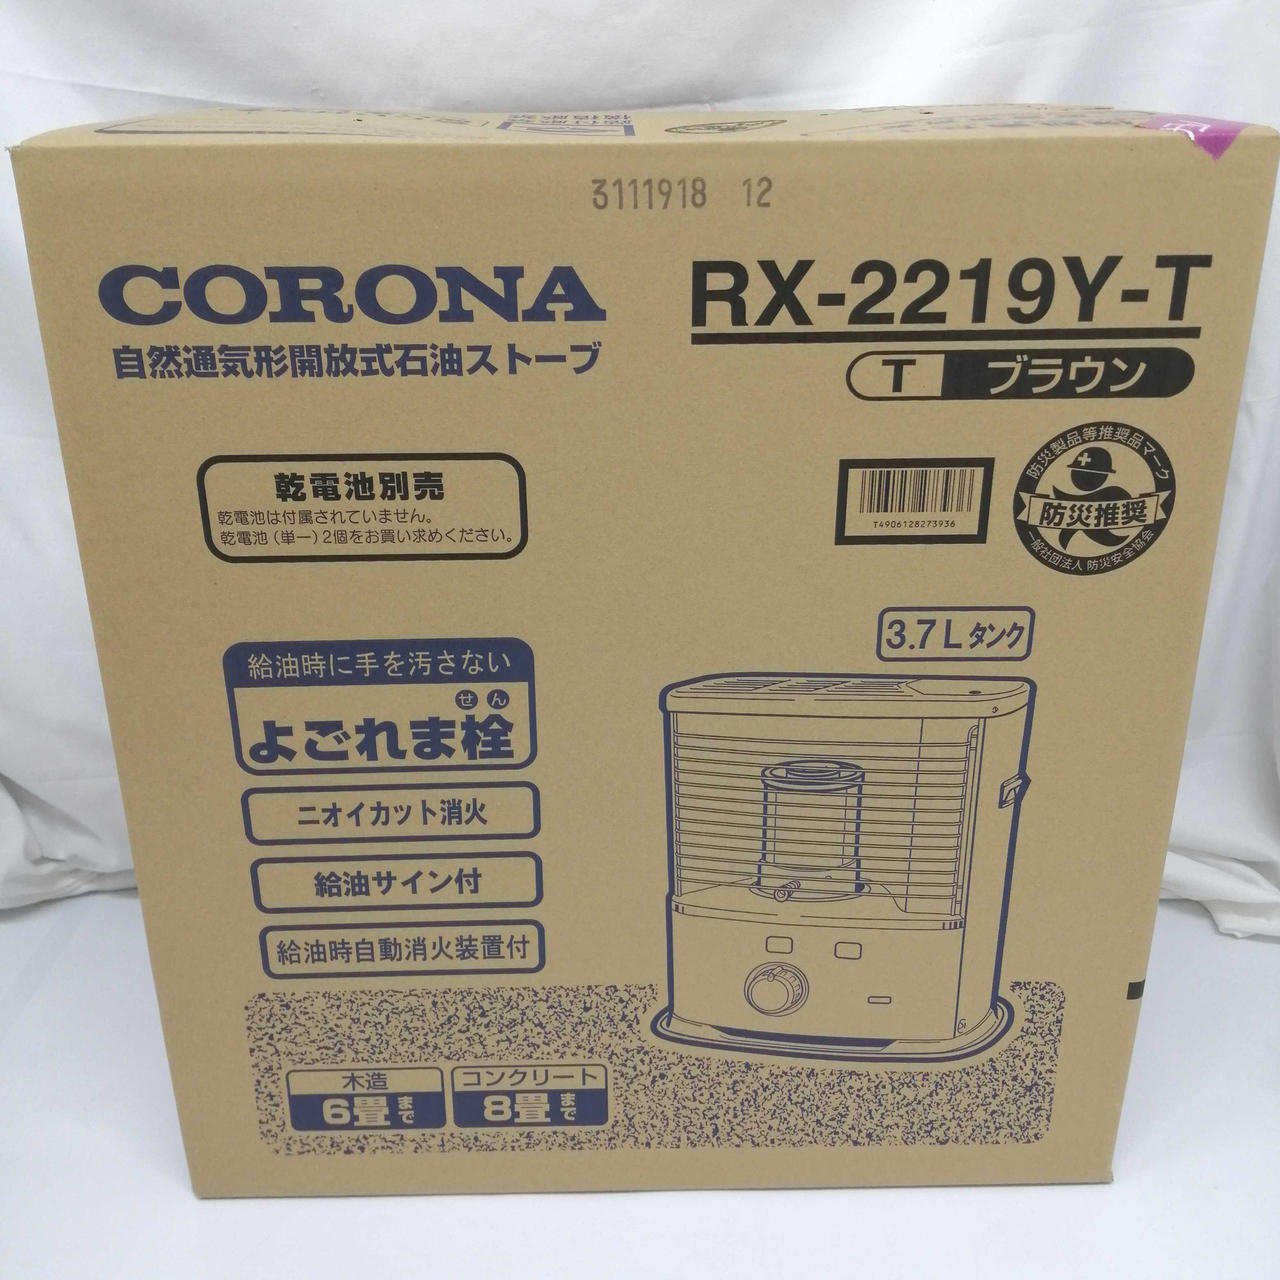 3111918 12
CORONA
自然通気形開放式石油ストーブ
RX-2219Y-T
T ブラウン
乾電池別売
乾電池は付属されていません。
乾電池(単一)2個をお買い求めください。
T4906128273936
防災製品等推奨品マーク
防災推奨
一般社団法人 防災安全協会
給油時に手を汚さない
せん
よごれま栓
ニオイカット消火
給油サイン付
給油時自動消火装置付
3.7Lタンク
木造
6畳まで
コンクリート
8畳まで